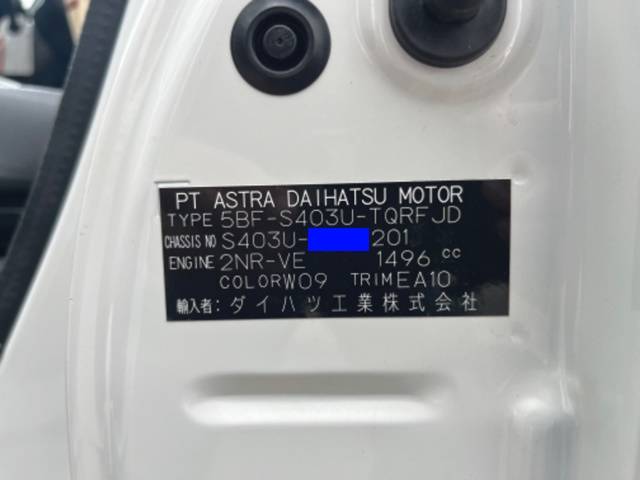 PT ASTRA DAIHATSU MOTOR
TYPE 5BF-S403U-TQRFJD
CHASSIS NO S403U- 201
ENGINE 2NR-VE 1496 cc
COLOR W09 TRIM EA10
輸入者: ダイハツ工業株式会社